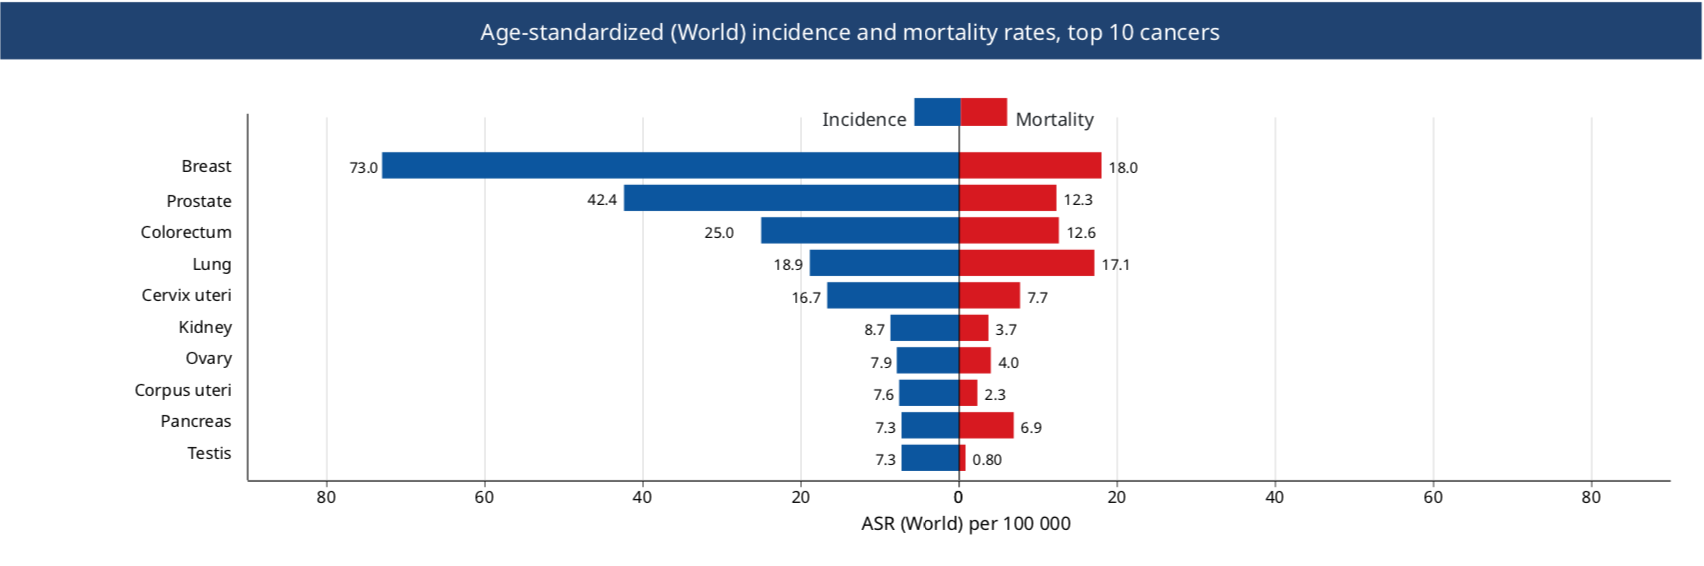 Age-standardized (World) incidence and mortality rates, top 10 cancers
Incidence Mortality
Breast 73.0 18.0
Prostate 42.4 12.3
Colorectum 25.0 12.6
Lung 18.9 17.1
Cervix uteri 16.7 7.7
Kidney 8.7 3.7
Ovary 7.9 4.0
Corpus uteri 7.6 2.3
Pancreas 7.3 6.9
Testis 7.3 0.80
80 60 40 20 0 20 40 60 80
ASR (World) per 100 000